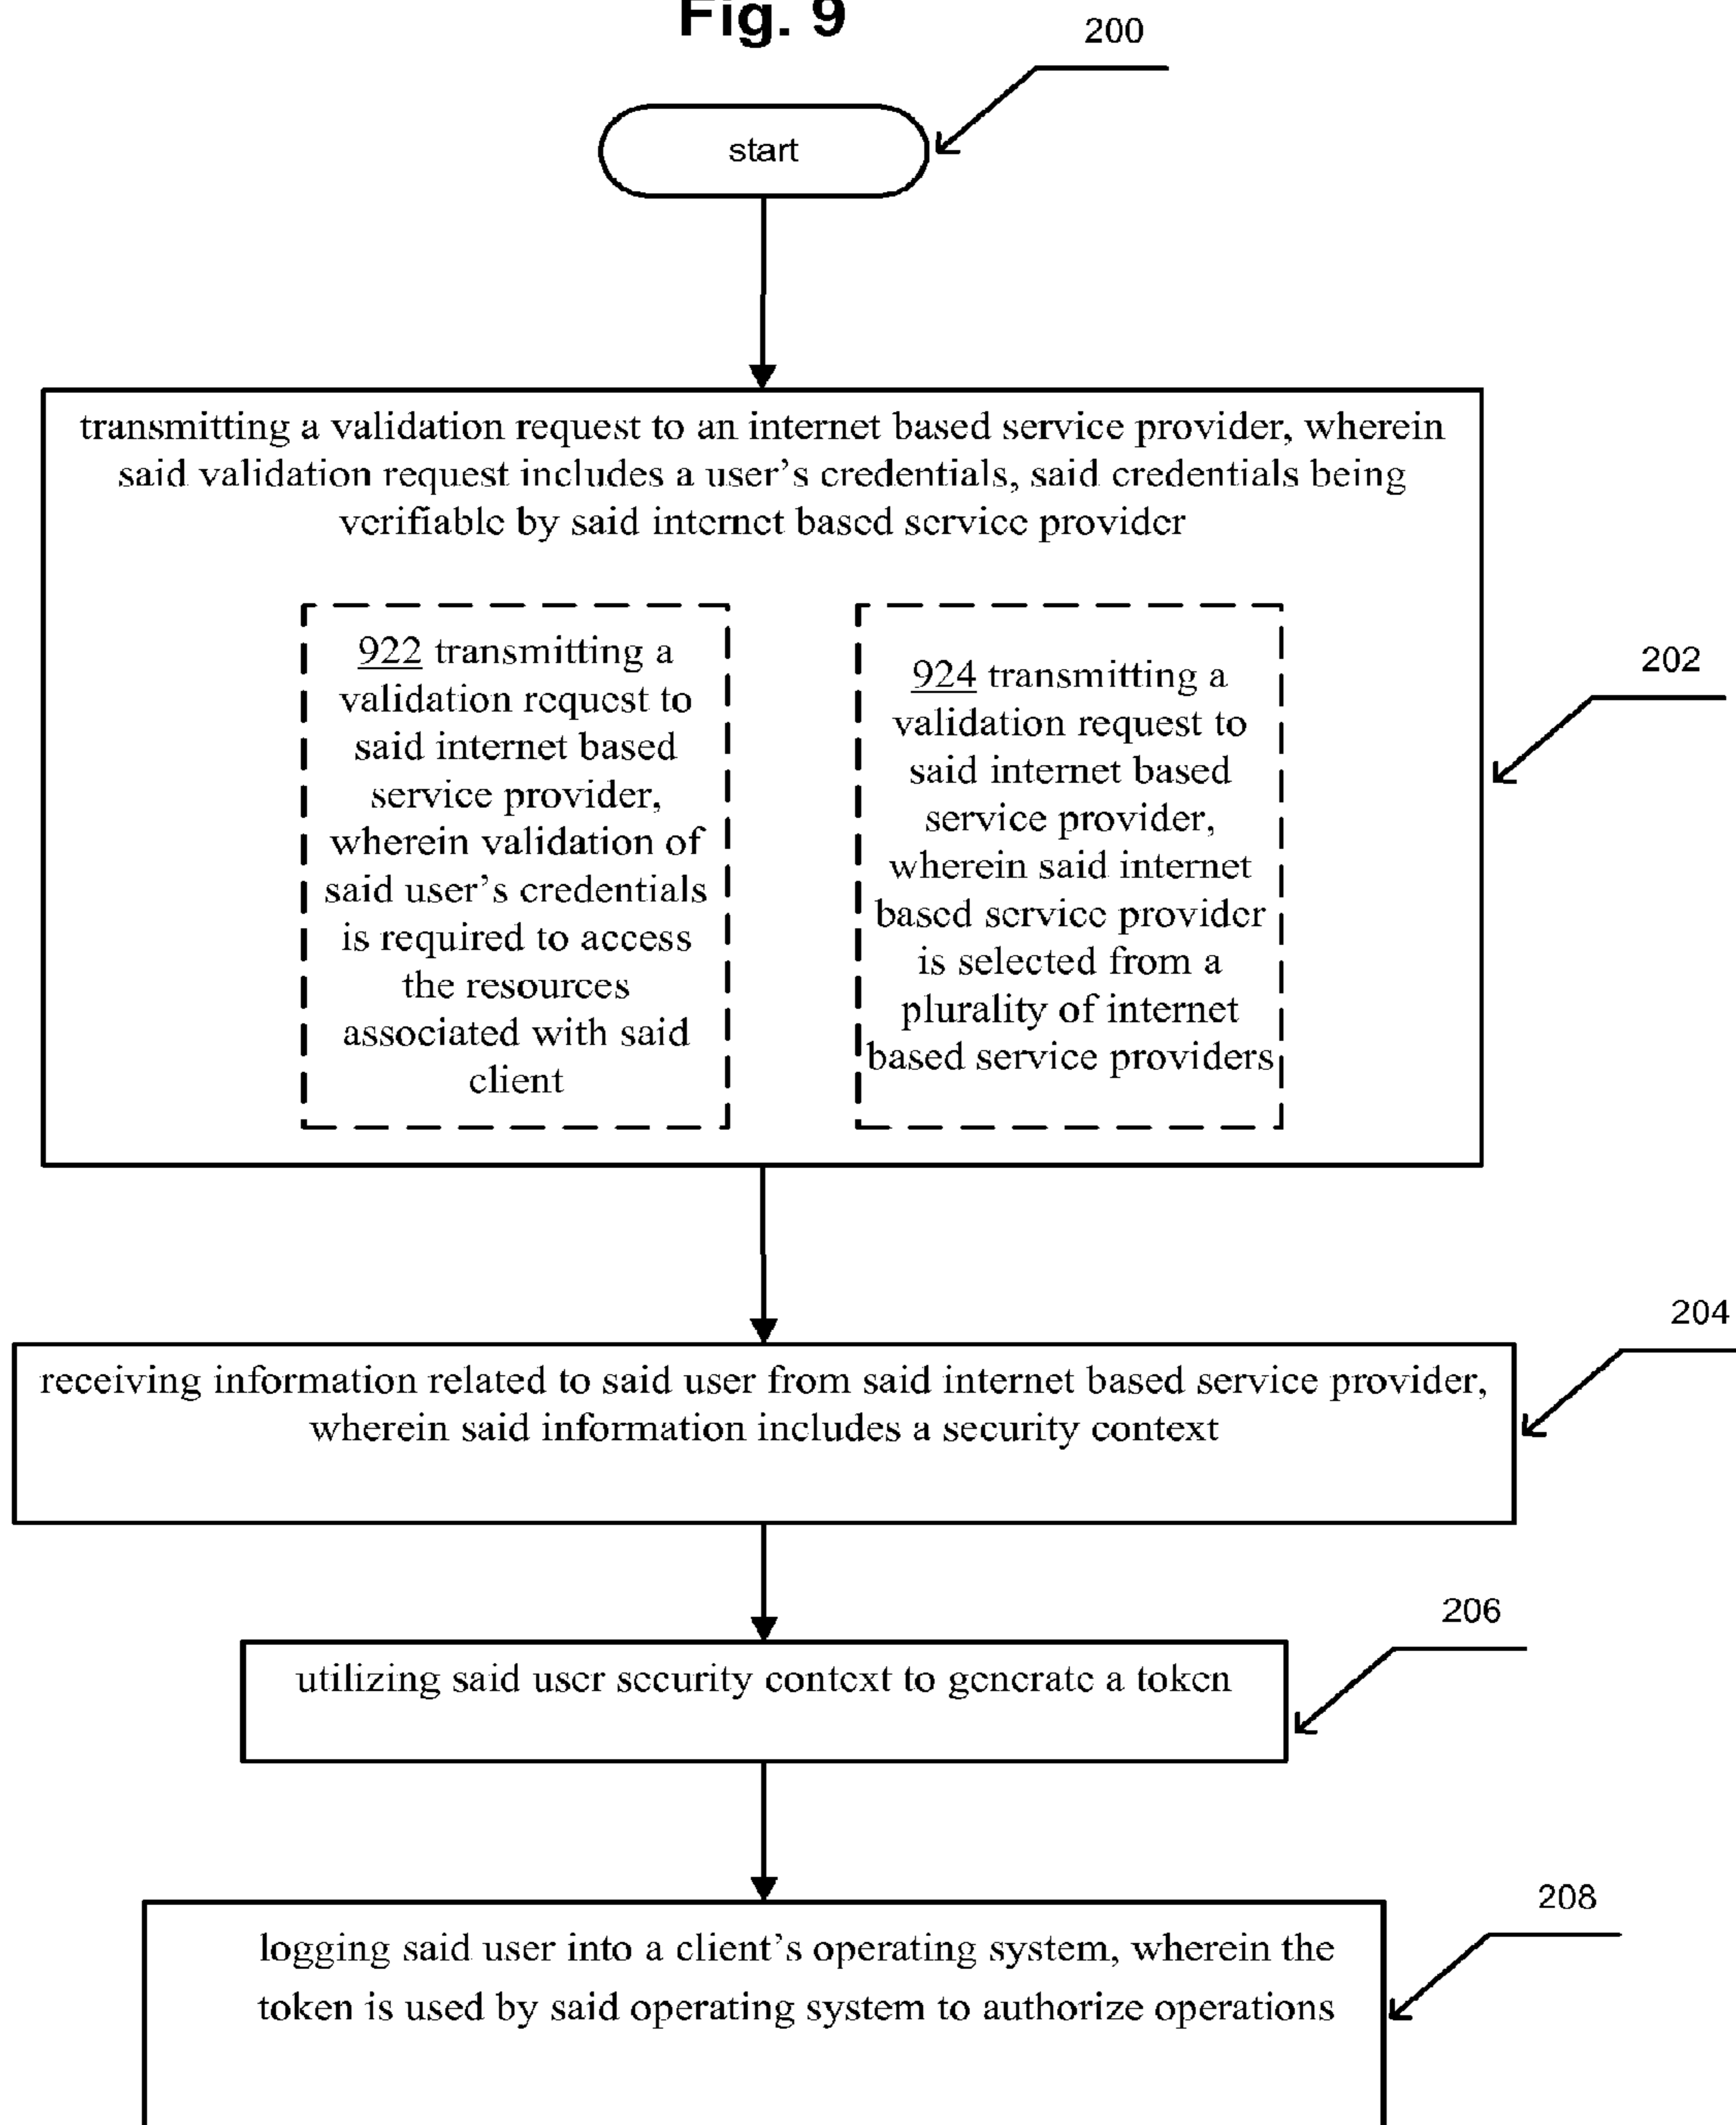 Fig. 9
200
start
transmitting a validation request to an internet based service provider, wherein
said validation request includes a user's credentials, said credentials being
verifiable by said internet based service provider
922 transmitting a
validation request to
said internet based
service provider,
wherein validation of
said user's credentials
is required to access
the resources
associated with said
client
924 transmitting a
validation request to
said internet based
service provider,
wherein said internet
based service provider
is selected from a
plurality of internet
based service providers
202
204
receiving information related to said user from said internet based service provider,
wherein said information includes a security context
206
utilizing said user security context to generate a token
208
logging said user into a client's operating system, wherein the
token is used by said operating system to authorize operations